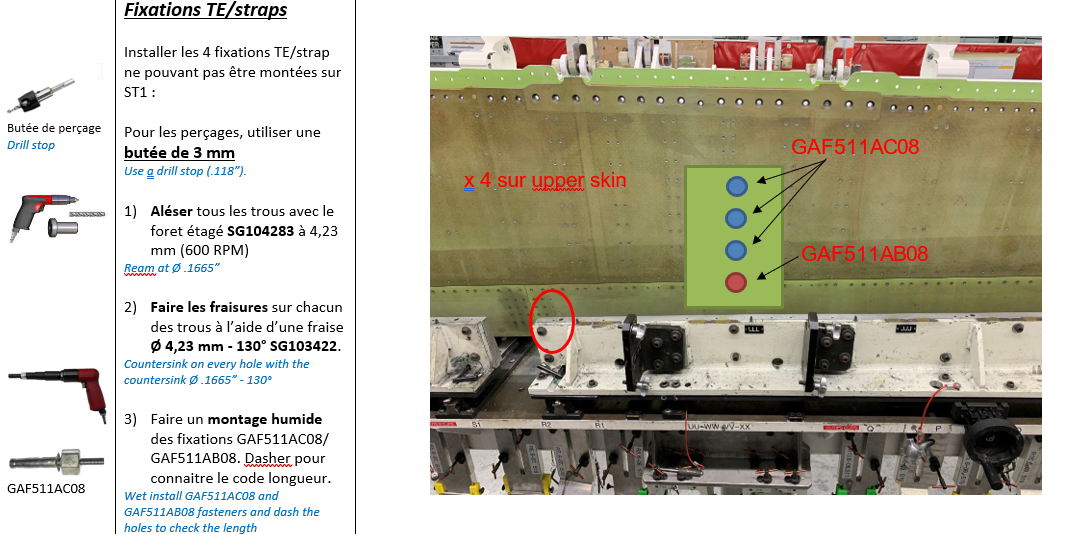 Fixations TE/straps
Installer les 4 fixations TE/strap
ne pouvant pas être montées sur
ST1 :
Butée de perçage
Drill stop
Pour les perçages, utiliser une
butée de 3 mm
Use a drill stop (.118”).
1) Aléser tous les trous avec le
foret étagé SG104283 à 4,23
mm (600 RPM)
Ream at Ø .1665”
2) Faire les fraisures sur chacun
des trous à l’aide d’une fraise
Ø 4,23 mm - 130° SG103422.
Countersink on every hole with the
countersink Ø .1665” - 130°
3) Faire un montage humide
des fixations GAF511AC08/
GAF511AB08. Dasher pour
connaitre le code longueur.
Wet install GAF511AC08 and
GAF511AB08 fasteners and dash the
holes to check the length
GAF511AC08
x 4 sur upper skin
GAF511AC08
GAF511AB08
LLL
JJJ
S1
R2
R1
UU-WW-VV-XX
Q
P